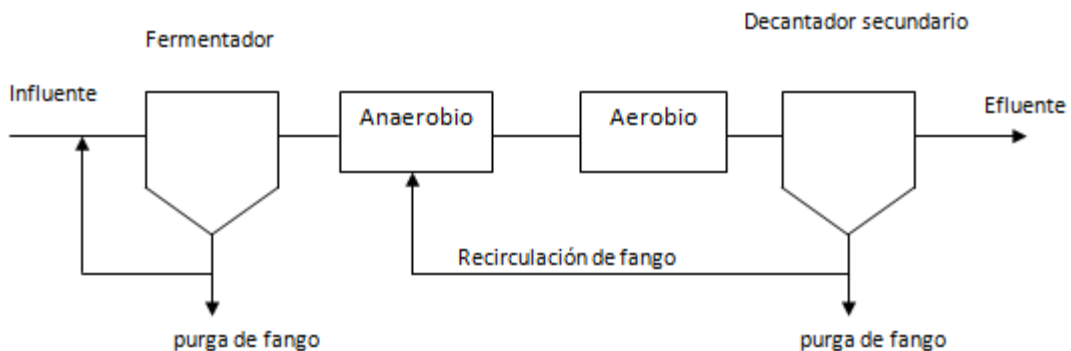 Decantador secundario
Fermentador
Influente
Efluente
Anaerobio
Aerobio
Recirculación de fango
purga de fango
purga de fango